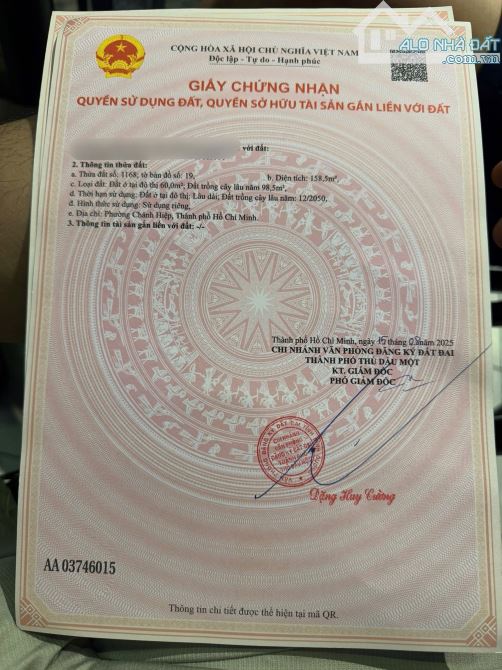 ALO NHÀ ĐẤT
.com.vn
CỘNG HÒA XÃ HỘI CHỦ NGHĨA VIỆT NAM
Độc lập - Tự do - Hạnh phúc
GIẤY CHỨNG NHẬN
QUYỀN SỬ DỤNG ĐẤT, QUYỀN SỞ HỮU TÀI SẢN GẮN LIỀN VỚI ĐẤT
với đất:
2. Thông tin thửa đất:
a. Thửa đất số: 1168; tờ bản đồ số: 19, b. Diện tích: 158,5m²,
c. Loại đất: Đất ở tại đô thị 60,0m²; Đất trồng cây lâu năm 98,5m²,
d. Thời hạn sử dụng: Đất ở tại đô thị: Lâu dài; Đất trồng cây lâu năm: 12/2050,
đ. Hình thức sử dụng: Sử dụng riêng,
e. Địa chỉ: Phường Chánh Hiệp, Thành phố Hồ Chí Minh.
3. Thông tin tài sản gắn liền với đất: -/-
Thành phố Hồ Chí Minh, ngày tháng năm 2025
CHI NHÁNH VĂN PHÒNG ĐĂNG KÝ ĐẤT ĐAI
THÀNH PHỐ THỦ DẦU MỘT
KT. GIÁM ĐỐC
PHÓ GIÁM ĐỐC
CHI NHÁNH
VĂN PHÒNG
ĐĂNG KÝ ĐẤT ĐAI
Đặng Huy Cường
AA 03746015
Thông tin chi tiết được thể hiện tại mã QR.